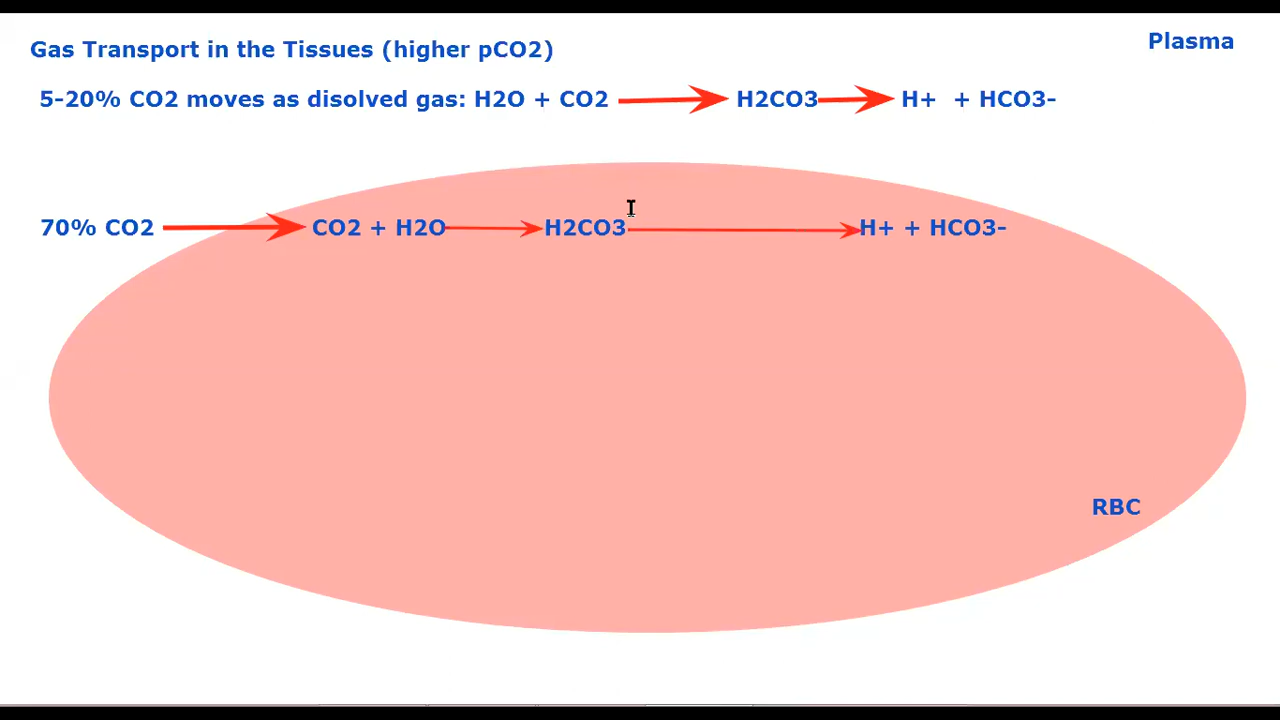 Plasma
Gas Transport in the Tissues (higher pCO2)
5-20% CO2 moves as disolved gas: H2O + CO2 H2CO3 H+ + HCO3-
70% CO2 CO2 + H2O H2CO3 H+ + HCO3-
RBC